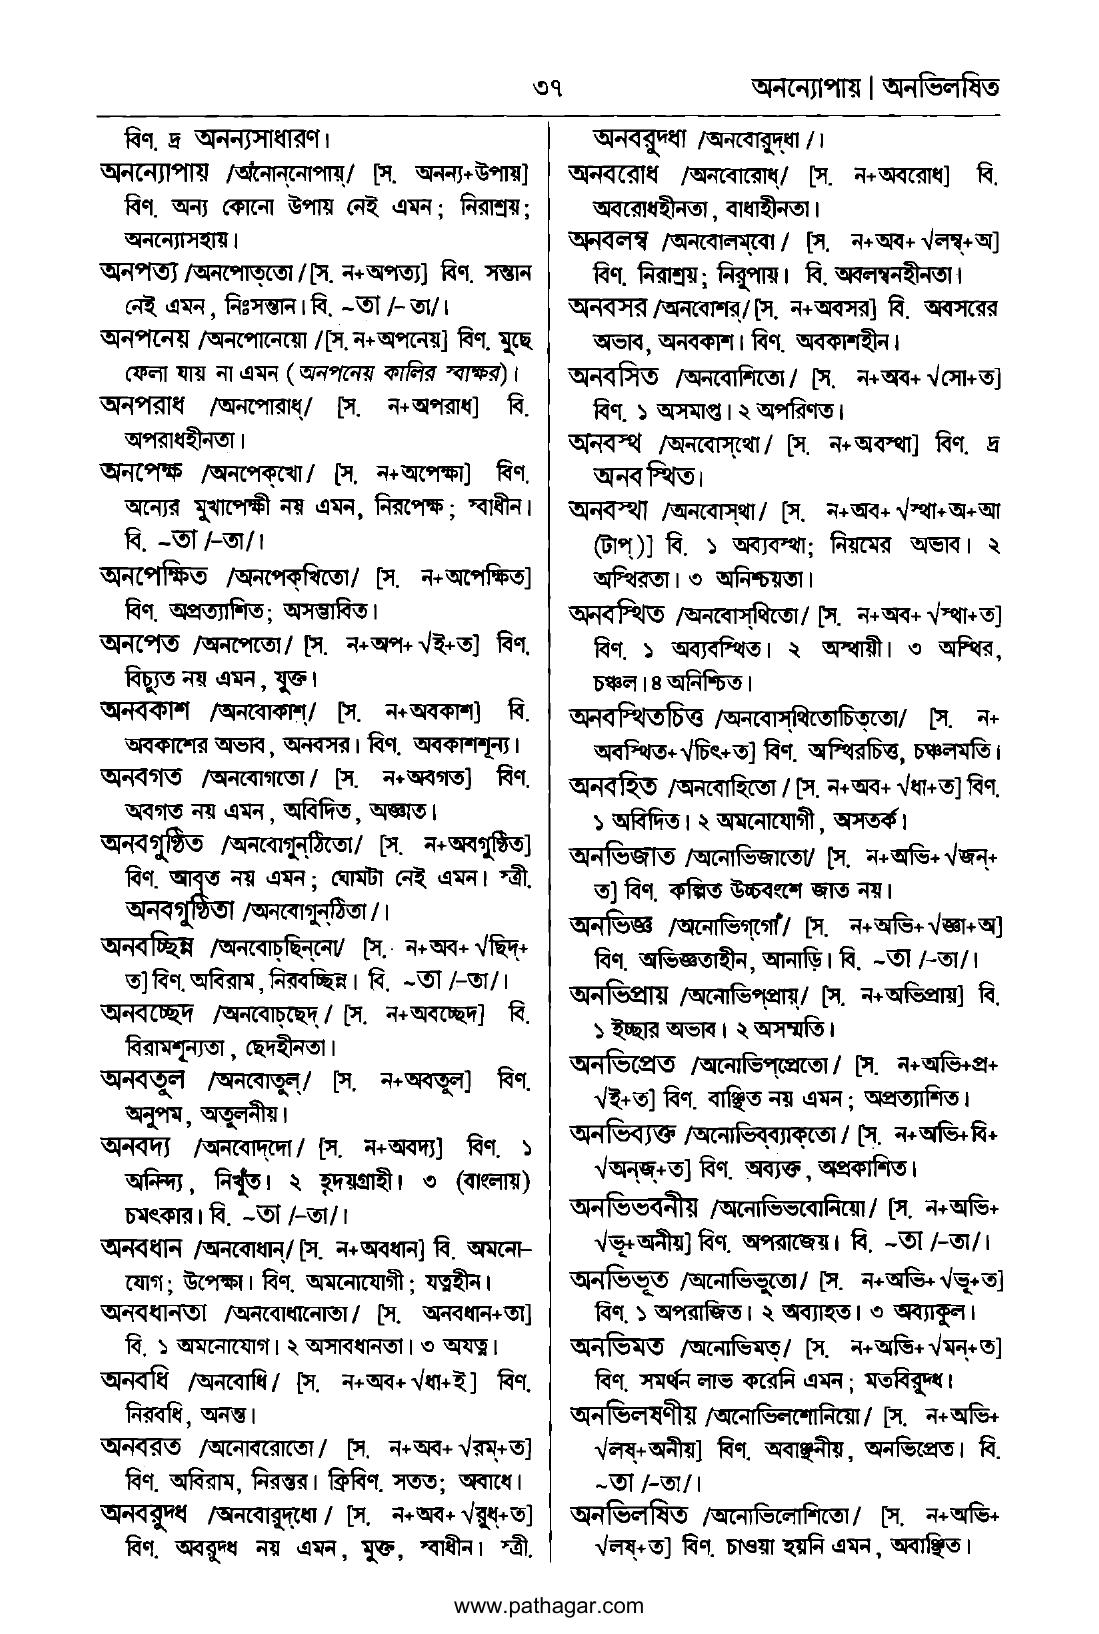 ৩৭
অনন্যোপায় | অনভিলষিত
বিণ. দ্র অনন্যসাধারণ।
অনন্যোপায় /অঁনোন্‌নোপায়্/ [স. অনন্য+উপায়]
বিণ. অন্য কোনো উপায় নেই এমন; নিরাশ্রয়;
অনন্যোসহায়।
অনপত্য /অনপোত্‌তো/ [স. ন+অপত্য] বিণ. সন্তান
নেই এমন, নিঃসন্তান। বি. ~তা /–তা/।
অনপনেয় /অনপোনেয়ো/ [স. ন+অপনেয়] বিণ. মুছে
ফেলা যায় না এমন (অনপনেয় কালির স্বাক্ষর)।
অনপরাধ /অনপোরাধ্/ [স. ন+অপরাধ] বি.
অপরাধহীনতা।
অনপেক্ষ /অনপেক্‌খো/ [স. ন+অপেক্ষা] বিণ.
অন্যের মুখাপেক্ষী নয় এমন, নিরপেক্ষ; স্বাধীন।
বি. ~তা /–তা/।
অনপেক্ষিত /অনপেক্‌খিতো/ [স. ন+অপেক্ষিত]
বিণ. অপ্রত্যাশিত; অসম্ভাবিত।
অনপেত /অনপেতো/ [স. ন+অপ+√ই+ত] বিণ.
বিচ্যুত নয় এমন, যুক্ত।
অনবকাশ /অনবোকাশ্/ [স. ন+অবকাশ] বি.
অবকাশের অভাব, অনবসর। বিণ. অবকাশশূন্য।
অনবগত /অনবোগতো/ [স. ন+অবগত] বিণ.
অবগত নয় এমন, অবিদিত, অজ্ঞাত।
অনবগুণ্ঠিত /অনবোগুন্‌ঠিতো/ [স. ন+অবগুণ্ঠিত]
বিণ. আবৃত নয় এমন; ঘোমটা নেই এমন। স্ত্রী.
অনবগুণ্ঠিতা /অনবোগুন্‌ঠিতা/।
অনবচ্ছিন্ন /অনবোচ্‌ছিন্‌নো/ [স. ন+অব+√ছিদ্+
ত] বিণ. অবিরাম, নিরবচ্ছিন্ন। বি. ~তা /–তা/।
অনবচ্ছেদ /অনবোচ্‌ছেদ্/ [স. ন+অবচ্ছেদ] বি.
বিরামশূন্যতা, ছেদহীনতা।
অনবতুল /অনবোতুল্/ [স. ন+অবতুল] বিণ.
অনুপম, অতুলনীয়।
অনবদ্য /অনবোদ্‌দো/ [স. ন+অবদ্য] বিণ. ১
অনিন্দ্য, নিখুঁত। ২ হৃদয়গ্রাহী। ৩ (বাংলায়)
চমৎকার। বি. ~তা /–তা/।
অনবধান /অনবোধান্/ [স. ন+অবধান] বি. অমনো–
যোগ; উপেক্ষা। বিণ. অমনোযোগী; যত্নহীন।
অনবধানতা /অনবোধানোতা/ [স. অনবধান+তা]
বি. ১ অমনোযোগ। ২ অসাবধানতা। ৩ অযত্ন।
অনবধি /অনবোধি/ [স. ন+অব+√ধা+ই] বিণ.
নিরবধি, অনন্ত।
অনবরত /অনোবরোতো/ [স. ন+অব+√রম্+ত]
বিণ. অবিরাম, নিরন্তর। ক্রিবিণ. সতত; অবাধে।
অনবরুদ্ধ /অনবোরুদ্‌ধো/ [স. ন+অব+√রুধ্+ত]
বিণ. অবরুদ্ধ নয় এমন, মুক্ত, স্বাধীন। স্ত্রী.
অনবরুদ্ধা /অনবোরুদ্‌ধা/।
অনবরোধ /অনবোরোধ্/ [স. ন+অবরোধ] বি.
অবরোধহীনতা, বাধাহীনতা।
অনবলম্ব /অনবোলম্‌বো/ [স. ন+অব+√লম্ব্+অ]
বিণ. নিরাশ্রয়; নিরুপায়। বি. অবলম্বনহীনতা।
অনবসর /অনবোশর্/ [স. ন+অবসর] বি. অবসরের
অভাব, অনবকাশ। বিণ. অবকাশহীন।
অনবসিত /অনবোশিতো/ [স. ন+অব+√সো+ত]
বিণ. ১ অসমাপ্ত। ২ অপরিণত।
অনবস্থ /অনবোস্‌থো/ [স. ন+অবস্থা] বিণ. দ্র
অনবস্থিত।
অনবস্থা /অনবোস্‌থা/ [স. ন+অব+√স্থা+অ+আ
(টাপ্)] বি. ১ অব্যবস্থা; নিয়মের অভাব। ২
অস্থিরতা। ৩ অনিশ্চয়তা।
অনবস্থিত /অনবোস্‌থিতো/ [স. ন+অব+√স্থা+ত]
বিণ. ১ অব্যবস্থিত। ২ অস্থায়ী। ৩ অস্থির,
চঞ্চল। ৪ অনিশ্চিত।
অনবস্থিতচিত্ত /অনবোস্‌থিতোচিত্‌তো/ [স. ন+
অবস্থিত+√চিৎ+ত] বিণ. অস্থিরচিত্ত, চঞ্চলমতি।
অনবহিত /অনবোহিতো/ [স. ন+অব+√ধা+ত] বিণ.
১ অবিদিত। ২ অমনোযোগী, অসতর্ক।
অনভিজাত /অনোভিজাতো/ [স. ন+অভি+√জন্+
ত] বিণ. কল্পিত উচ্চবংশে জাত নয়।
অনভিজ্ঞ /অনোভিগ্‌গোঁ/ [স. ন+অভি+√জ্ঞা+অ]
বিণ. অভিজ্ঞতাহীন, আনাড়ি। বি. ~তা /–তা/।
অনভিপ্রায় /অনোভিপ্‌প্রায়্/ [স. ন+অভিপ্রায়] বি.
১ ইচ্ছার অভাব। ২ অসম্মতি।
অনভিপ্রেত /অনোভিপ্‌প্রেতো/ [স. ন+অভি+প্র+
√ই+ত] বিণ. বাঞ্ছিত নয় এমন; অপ্রত্যাশিত।
অনভিব্যক্ত /অনোভিব্‌ব্যাক্‌তো/ [স. ন+অভি+বি+
√অন্‌জ্+ত] বিণ. অব্যক্ত, অপ্রকাশিত।
অনভিভবনীয় /অনোভিভবোনিয়ো/ [স. ন+অভি+
√ভূ+অনীয়] বিণ. অপরাজেয়। বি. ~তা /–তা/।
অনভিভূত /অনোভিভুতো/ [স. ন+অভি+√ভূ+ত]
বিণ. ১ অপরাজিত। ২ অব্যাহত। ৩ অব্যাকুল।
অনভিমত /অনোভিমত্/ [স. ন+অভি+√মন্+ত]
বিণ. সমর্থন লাভ করেনি এমন; মতবিরুদ্ধ।
অনভিলষণীয় /অনোভিলশোনিয়ো/ [স. ন+অভি+
√লষ্+অনীয়] বিণ. অবাঞ্ছনীয়, অনভিপ্রেত। বি.
~তা /–তা/।
অনভিলষিত /অনোভিলোশিতো/ [স. ন+অভি+
√লষ্+ত] বিণ. চাওয়া হয়নি এমন, অবাঞ্ছিত।
www.pathagar.com